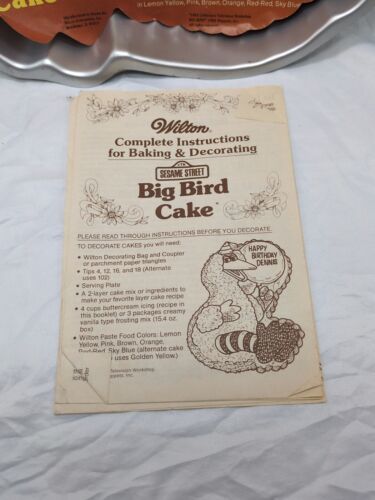 Cake
in Lemon Yellow, Pink, Brown, Orange, Red-Red, Sky Blue
Wilton
Complete Instructions
for Baking & Decorating
SESAME STREET
Big Bird
Cake
PLEASE READ THROUGH INSTRUCTIONS BEFORE YOU DECORATE.
TO DECORATE CAKES you will need:
• Wilton Decorating Bag and Coupler
or parchment paper triangles
• Tips 4, 12, 16, and 18 (Alternate
uses 102)
• Serving Plate
• A 2-layer cake mix or ingredients to
make your favorite layer cake recipe
• 4 cups buttercream icing (recipe in
this booklet) or 3 packages creamy
vanilla type frosting mix (15.4 oz.
box)
• Wilton Paste Food Colors: Lemon
Yellow, Pink, Brown, Orange,
Red-Red, Sky Blue (alternate cake
uses Golden Yellow.)
HAPPY
BIRTHDAY
DENNIS
Television Workshop.